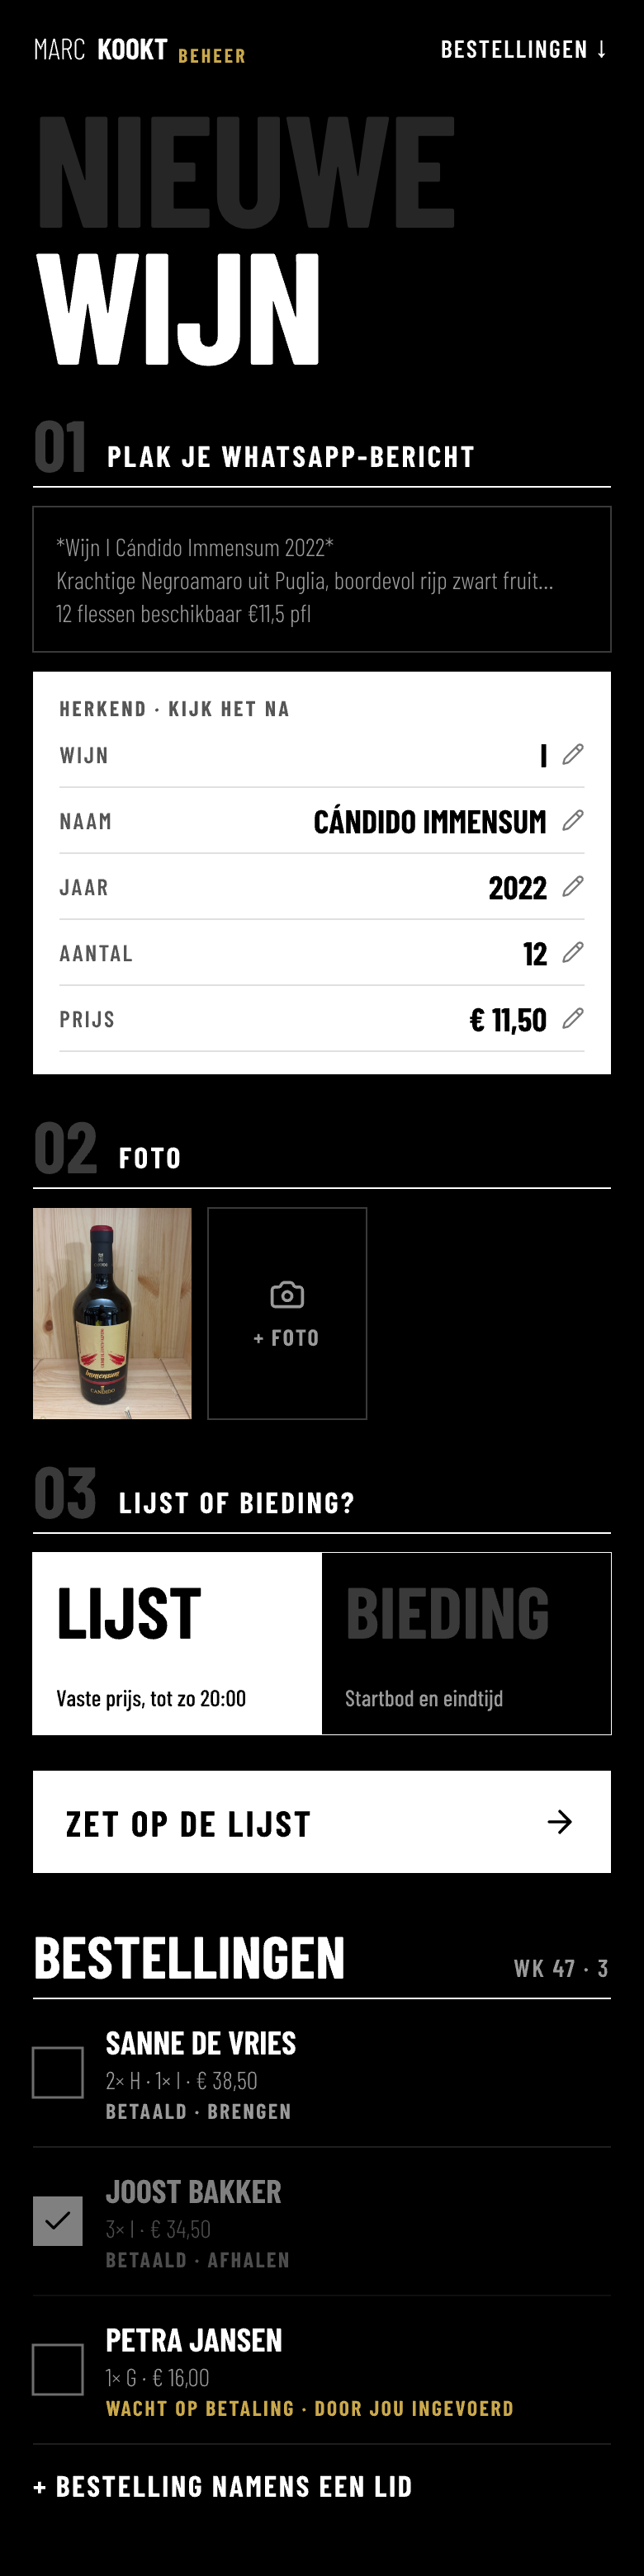 MARC KOOKT BEHEER
BESTELLINGEN ↓
NIEUWE
WIJN
01 PLAK JE WHATSAPP-BERICHT
*Wijn I Cándido Immensum 2022*
Krachtige Negroamaro uit Puglia, boordevol rijp zwart fruit...
12 flessen beschikbaar €11,5 pfl
HERKEND · KIJK HET NA
WIJN I
NAAM CÁNDIDO IMMENSUM
JAAR 2022
AANTAL 12
PRIJS € 11,50
02 FOTO
immensum
CANDIDO
+ FOTO
03 LIJST OF BIEDING?
LIJST
Vaste prijs, tot zo 20:00
BIEDING
Startbod en eindtijd
ZET OP DE LIJST →
BESTELLINGEN
WK 47 · 3
SANNE DE VRIES
2× H · 1× I · € 38,50
BETAALD · BRENGEN
JOOST BAKKER
3× I · € 34,50
BETAALD · AFHALEN
PETRA JANSEN
1× G · € 16,00
WACHT OP BETALING · DOOR JOU INGEVOERD
+ BESTELLING NAMENS EEN LID